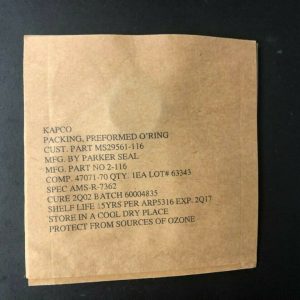 KAPCO
PACKING, PREFORMED O'RING
CUST. PART MS29561-116
MFG. BY PARKER SEAL
MFG. PART NO 2-116
COMP. 47071-70 QTY. 1EA LOT# 63343
SPEC AMS-R-7362
CURE 2Q02 BATCH 60004835
SHELF LIFE 15YRS PER ARP5316 EXP. 2Q17
STORE IN A COOL DRY PLACE
PROTECT FROM SOURCES OF OZONE